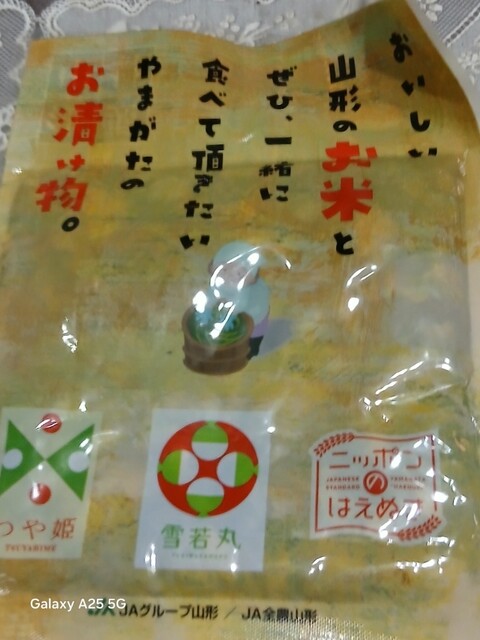 おいしい
山形のお米と
ぜひ、一緒に
食べて頂きたい
やまがたの
お漬け物。
つや姫
TSUYAHIME
雪若丸
ニッポン
の
はえぬき
JAグループ山形 / JA全農山形
Galaxy A25 5G